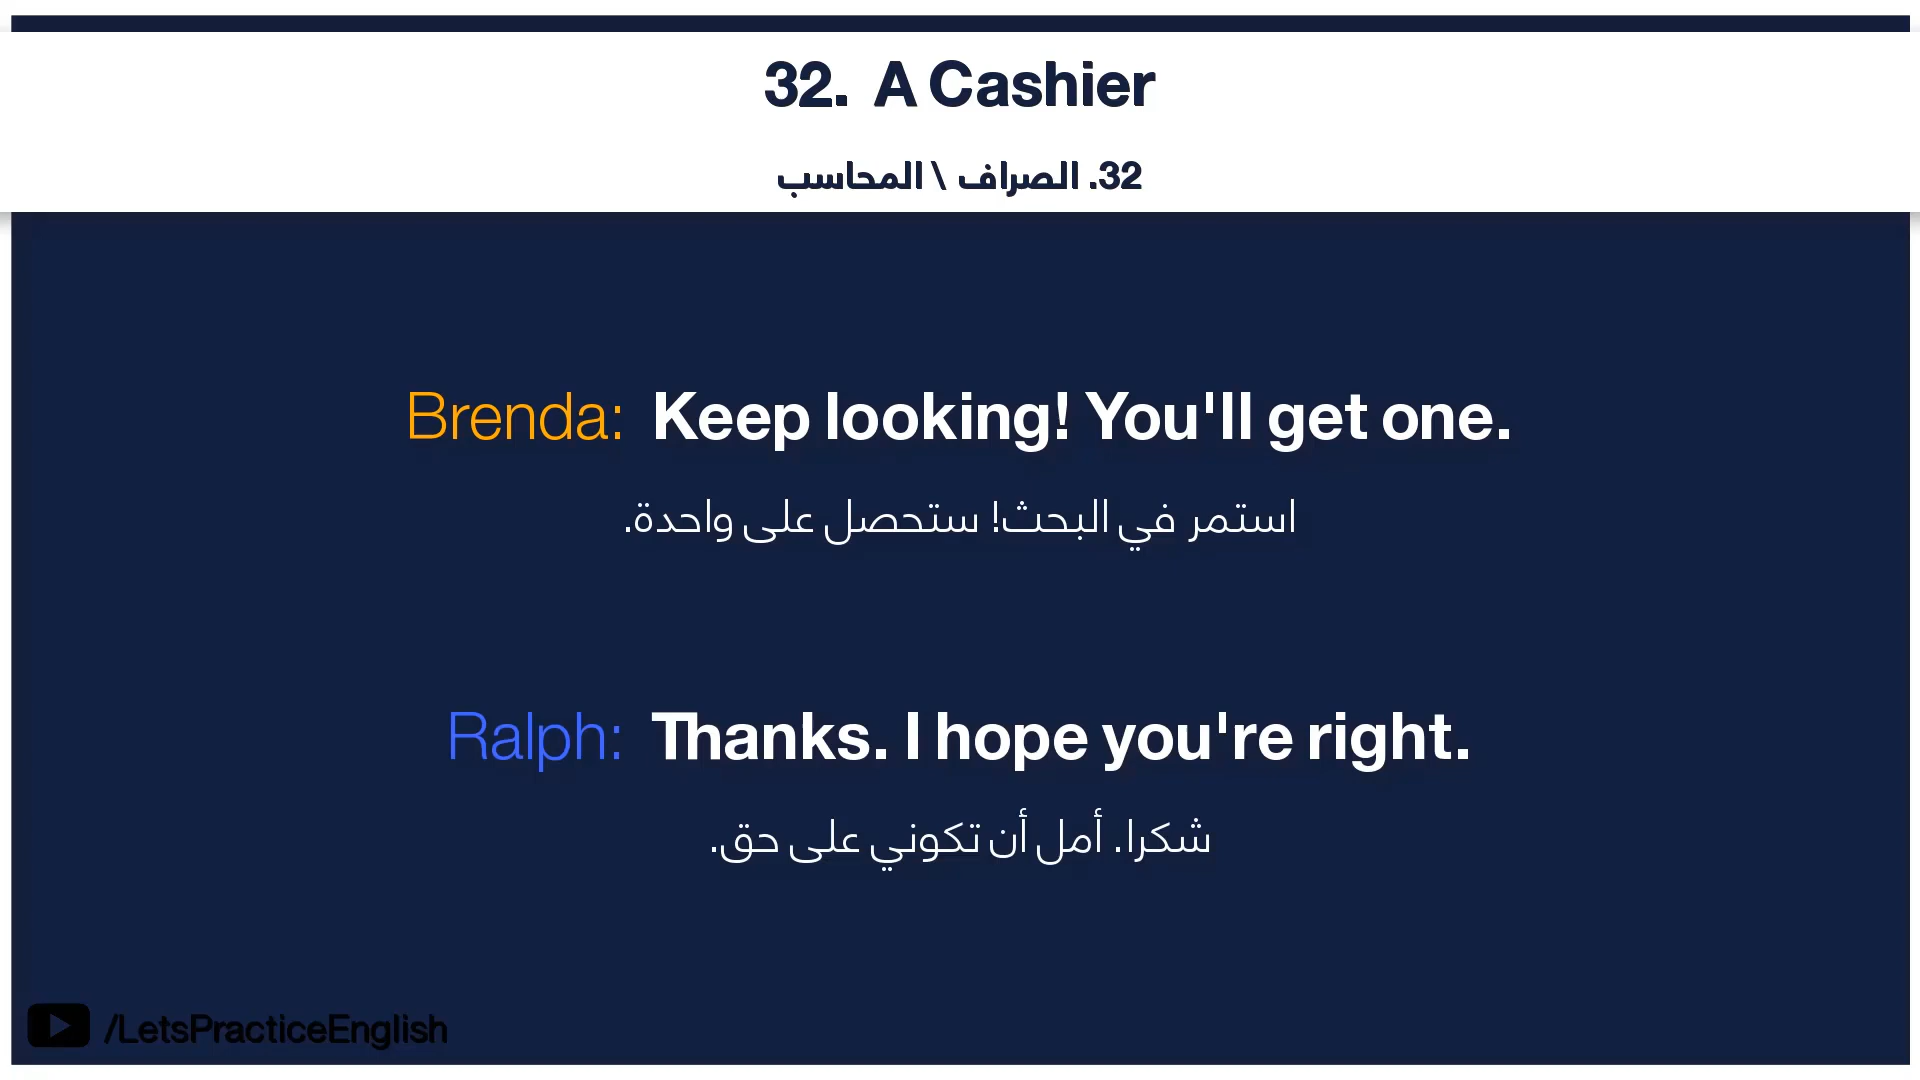 32. A Cashier
32. الصراف \ المحاسب
Brenda: Keep looking! You'll get one.
استمر في البحث! ستحصل على واحدة.
Ralph: Thanks. I hope you're right.
شكرا. أمل أن تكوني على حق.
/LetsPracticeEnglish